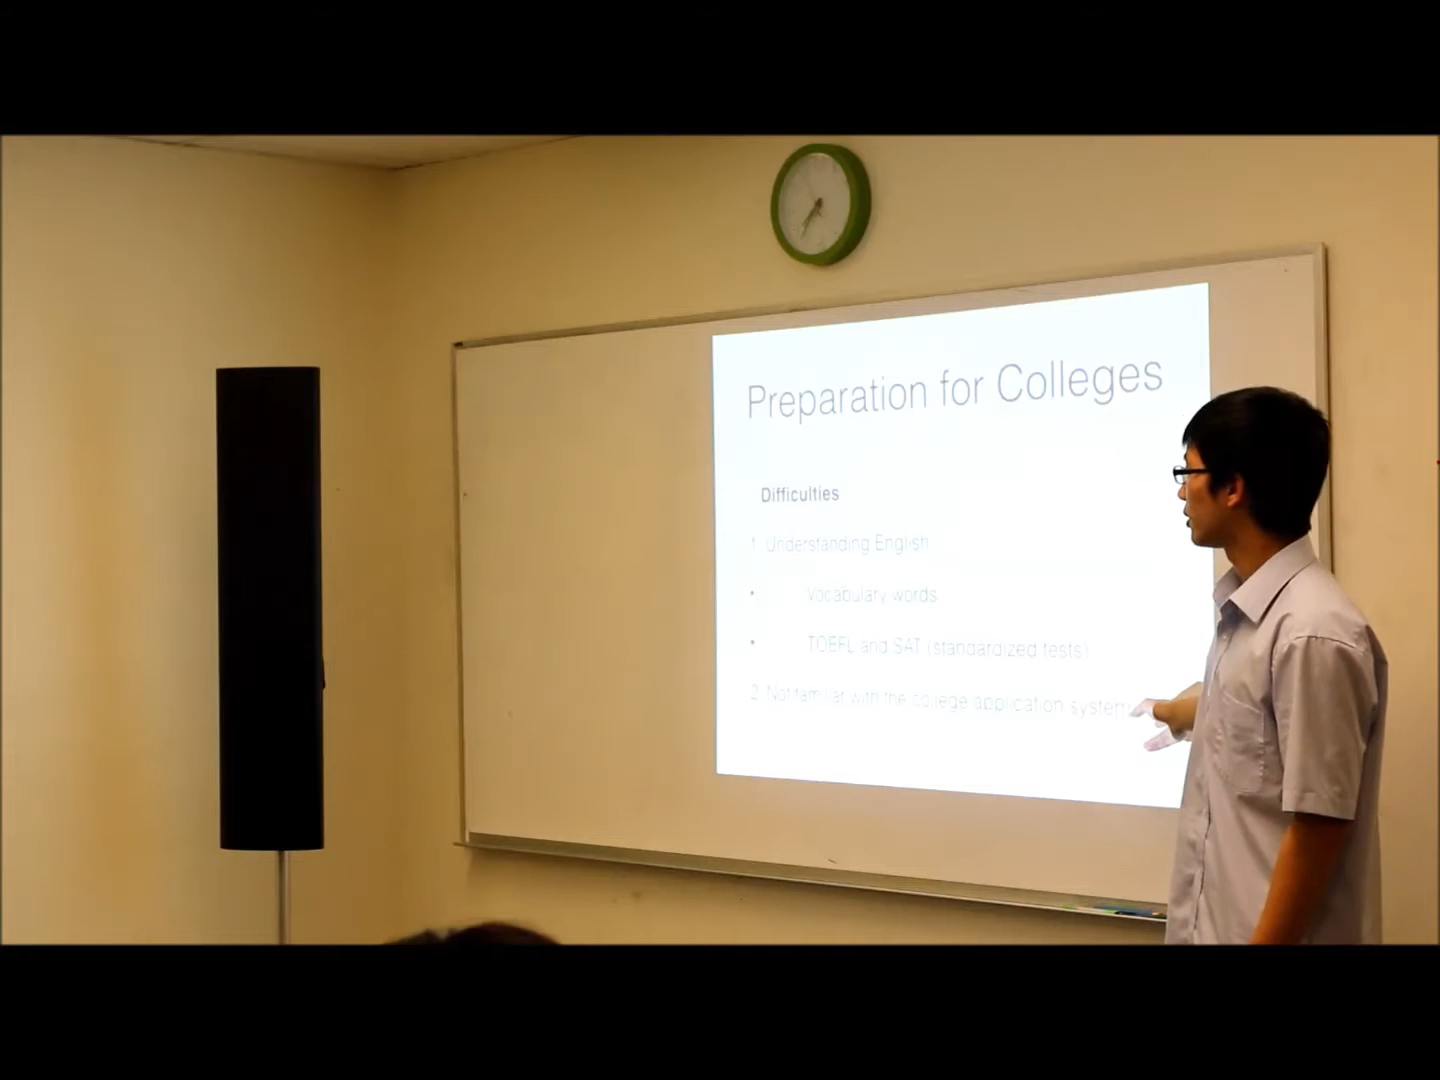 Preparation for Colleges
Difficulties
1. Understanding English
• Vocabulary words
• TOEFL and SAT (standardized tests)
2. Not familiar with the college application system